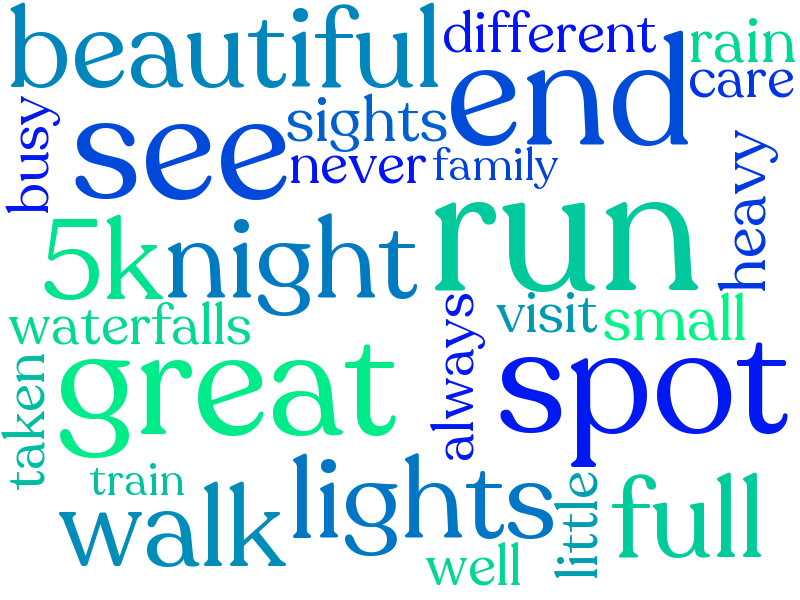 beautiful
different
rain
care
end
busy
see
sights
never
family
heavy
5k
night
run
waterfalls
always
visit
small
taken
great
spot
train
walk
lights
little
full
well